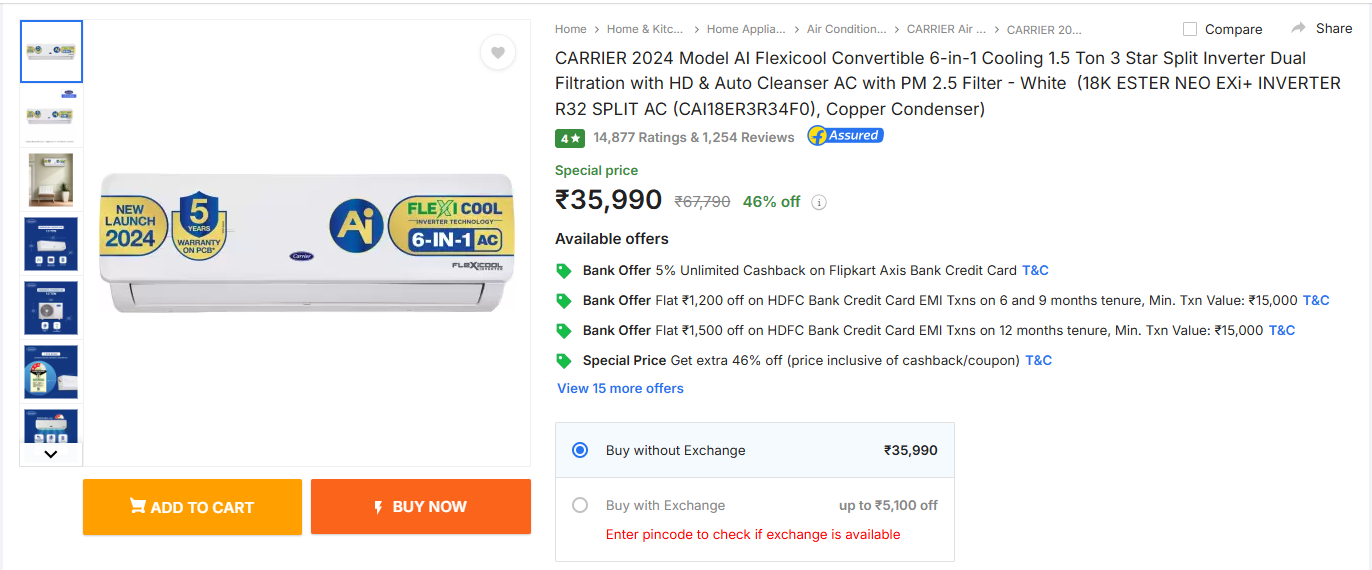 Home > Home & Kitc... > Home Applia... > Air Condition... > CARRIER Air ... > CARRIER 20...
Compare
Share
CARRIER 2024 Model AI Flexicool Convertible 6-in-1 Cooling 1.5 Ton 3 Star Split Inverter Dual
Filtration with HD & Auto Cleanser AC with PM 2.5 Filter - White (18K ESTER NEO EXi+ INVERTER
R32 SPLIT AC (CAI18ER3R34F0), Copper Condenser)
4★ 14,877 Ratings & 1,254 Reviews Assured
Special price
₹35,990 ₹67,790 46% off
Available offers
Bank Offer 5% Unlimited Cashback on Flipkart Axis Bank Credit Card T&C
Bank Offer Flat ₹1,200 off on HDFC Bank Credit Card EMI Txns on 6 and 9 months tenure, Min. Txn Value: ₹15,000 T&C
Bank Offer Flat ₹1,500 off on HDFC Bank Credit Card EMI Txns on 12 months tenure, Min. Txn Value: ₹15,000 T&C
Special Price Get extra 46% off (price inclusive of cashback/coupon) T&C
View 15 more offers
Buy without Exchange ₹35,990
Buy with Exchange up to ₹5,100 off
Enter pincode to check if exchange is available
NEW
LAUNCH
2024
5
YEARS
WARRANTY
ON PCB*
Carrier
Ai
FLEXI COOL
INVERTER TECHNOLOGY
6-IN-1 AC
FLEXICOOL
INVERTER
ADD TO CART
BUY NOW